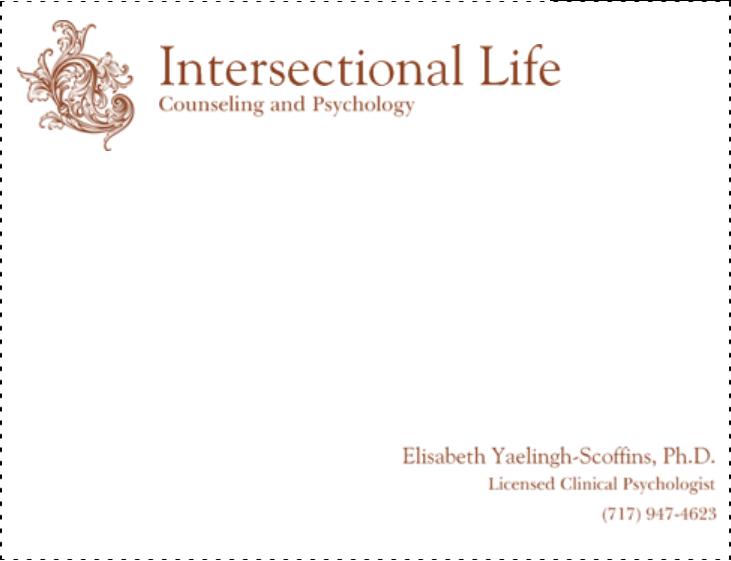 Intersectional Life
Counseling and Psychology
Elisabeth Yaelingh-Scoffins, Ph.D.
Licensed Clinical Psychologist
(717) 947-4623